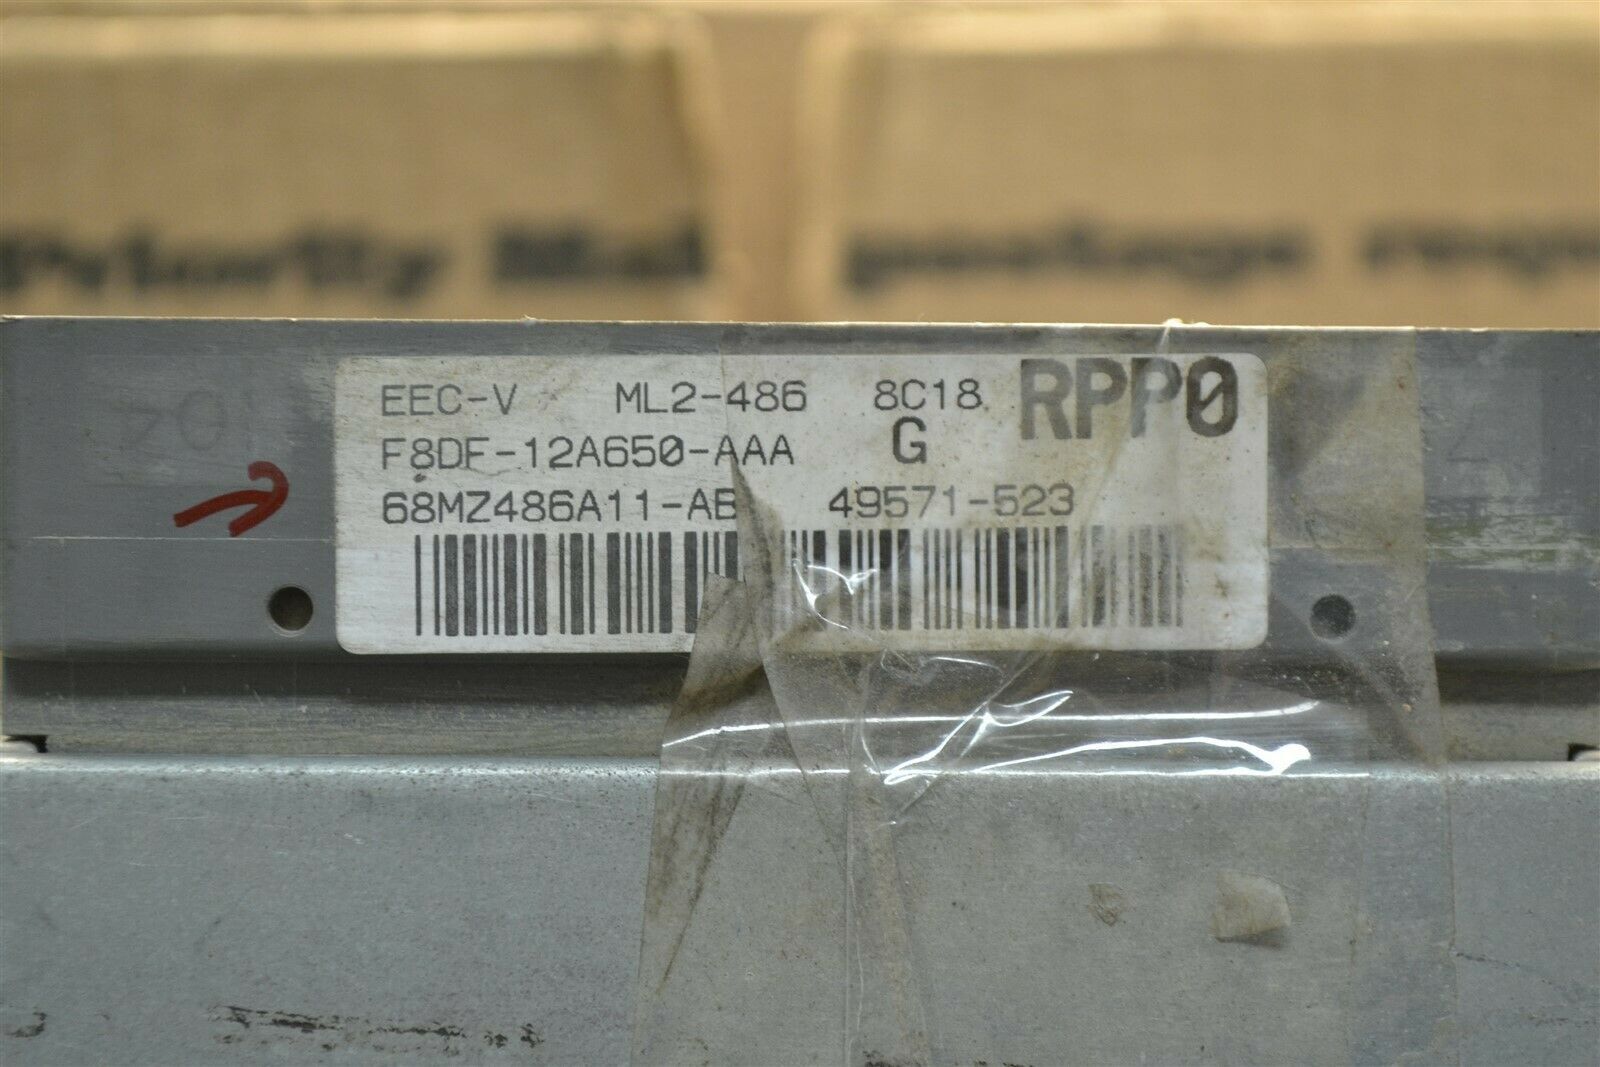 EEC-V ML2-486 8C18 RPP0
F8DF-12A650-AAA G
68MZ486A11-AB 49571-523